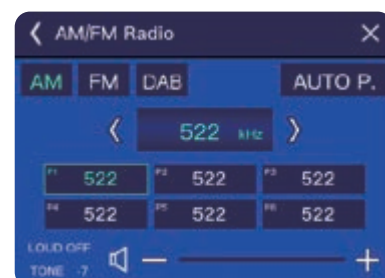 AM/FM Radio
AM FM DAB AUTO P.
522 kHz
P1 522 P2 522 P3 522
P4 522 P5 522 P6 522
LOUD OFF
TONE -7